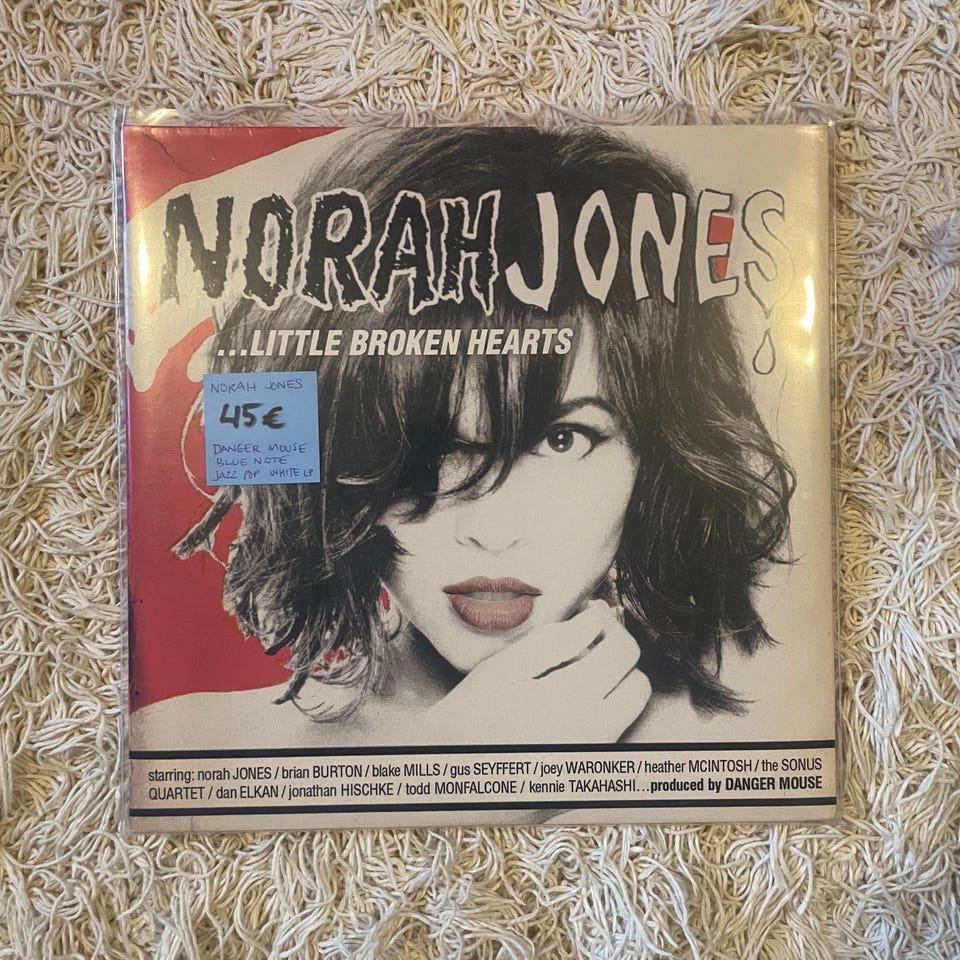 NORAH JONES
...LITTLE BROKEN HEARTS
NORAH JONES
45€
DANGER MOUSE
BLUE NOTE
JAZZ POP WHITE LP
starring: norah JONES / brian BURTON / blake MILLS / gus SEYFFERT / joey WARONKER / heather MCINTOSH / the SONUS
QUARTET / dan ELKAN / jonathan HISCHKE / todd MONFALCONE / kennie TAKAHASHI...produced by DANGER MOUSE